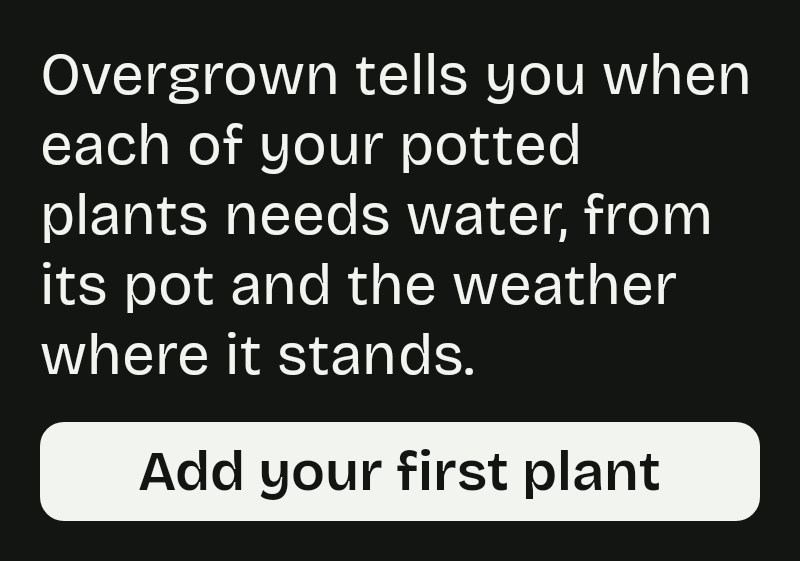 Overgrown tells you when
each of your potted
plants needs water, from
its pot and the weather
where it stands.
Add your first plant